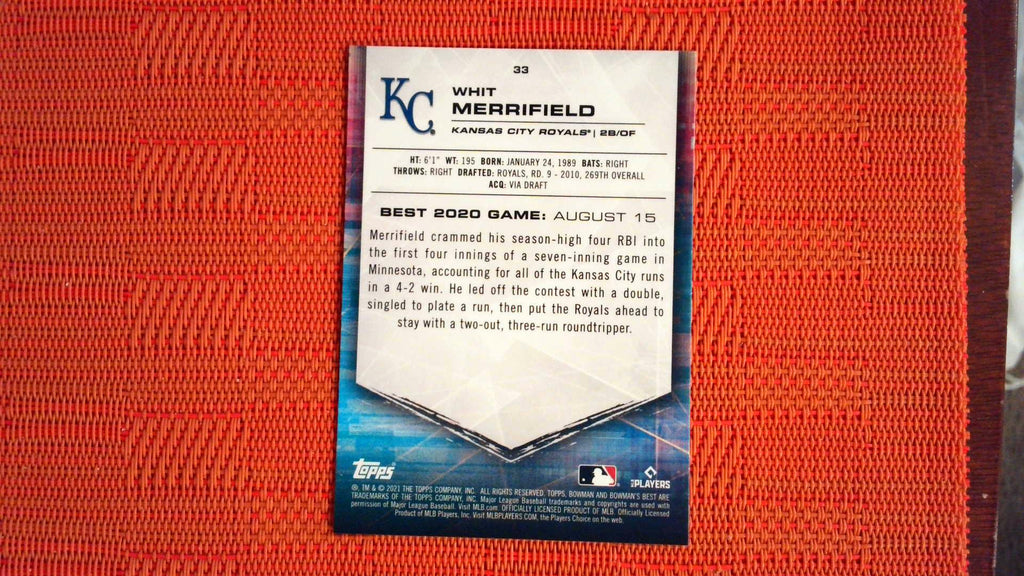 33
KC
WHIT
MERRIFIELD
KANSAS CITY ROYALS® | 2B/OF
HT: 6'1" WT: 195 BORN: JANUARY 24, 1989 BATS: RIGHT
THROWS: RIGHT DRAFTED: ROYALS, RD. 9 - 2010, 269TH OVERALL
ACQ: VIA DRAFT
BEST 2020 GAME: AUGUST 15
Merrifield crammed his season-high four RBI into
the first four innings of a seven-inning game in
Minnesota, accounting for all of the Kansas City runs
in a 4-2 win. He led off the contest with a double,
singled to plate a run, then put the Royals ahead to
stay with a two-out, three-run roundtripper.
Topps
PLAYERS
®, TM & © 2021 THE TOPPS COMPANY, INC. ALL RIGHTS RESERVED. TOPPS, BOWMAN AND BOWMAN'S BEST ARE
TRADEMARKS OF THE TOPPS COMPANY, INC. Major League Baseball trademarks and copyrights are used with
permission of Major League Baseball. Visit MLB.com. OFFICIALLY LICENSED PRODUCT OF MLB. Officially Licensed
Product of MLB Players, Inc. Visit MLBPLAYERS.COM, the Players Choice on the web.